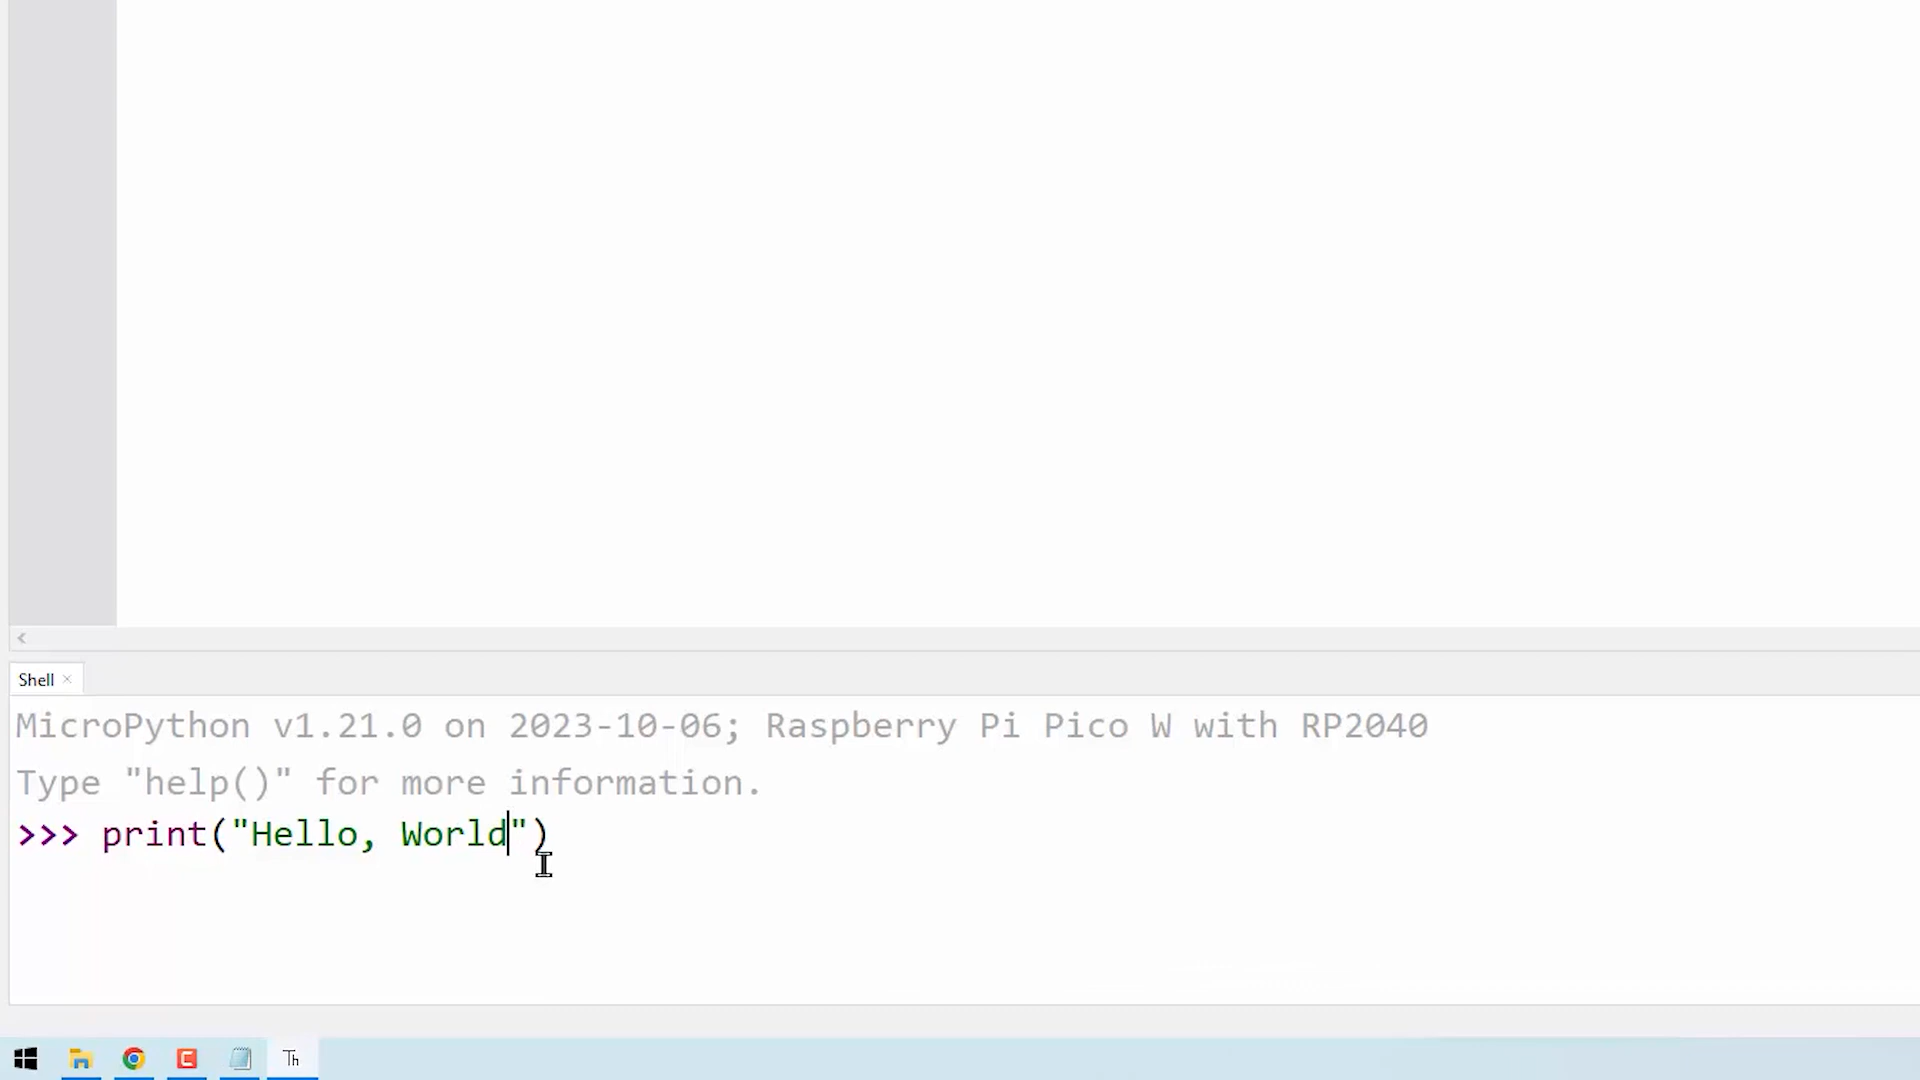 Shell
MicroPython v1.21.0 on 2023-10-06; Raspberry Pi Pico W with RP2040
Type "help()" for more information.
>>> print("Hello, World")
Th